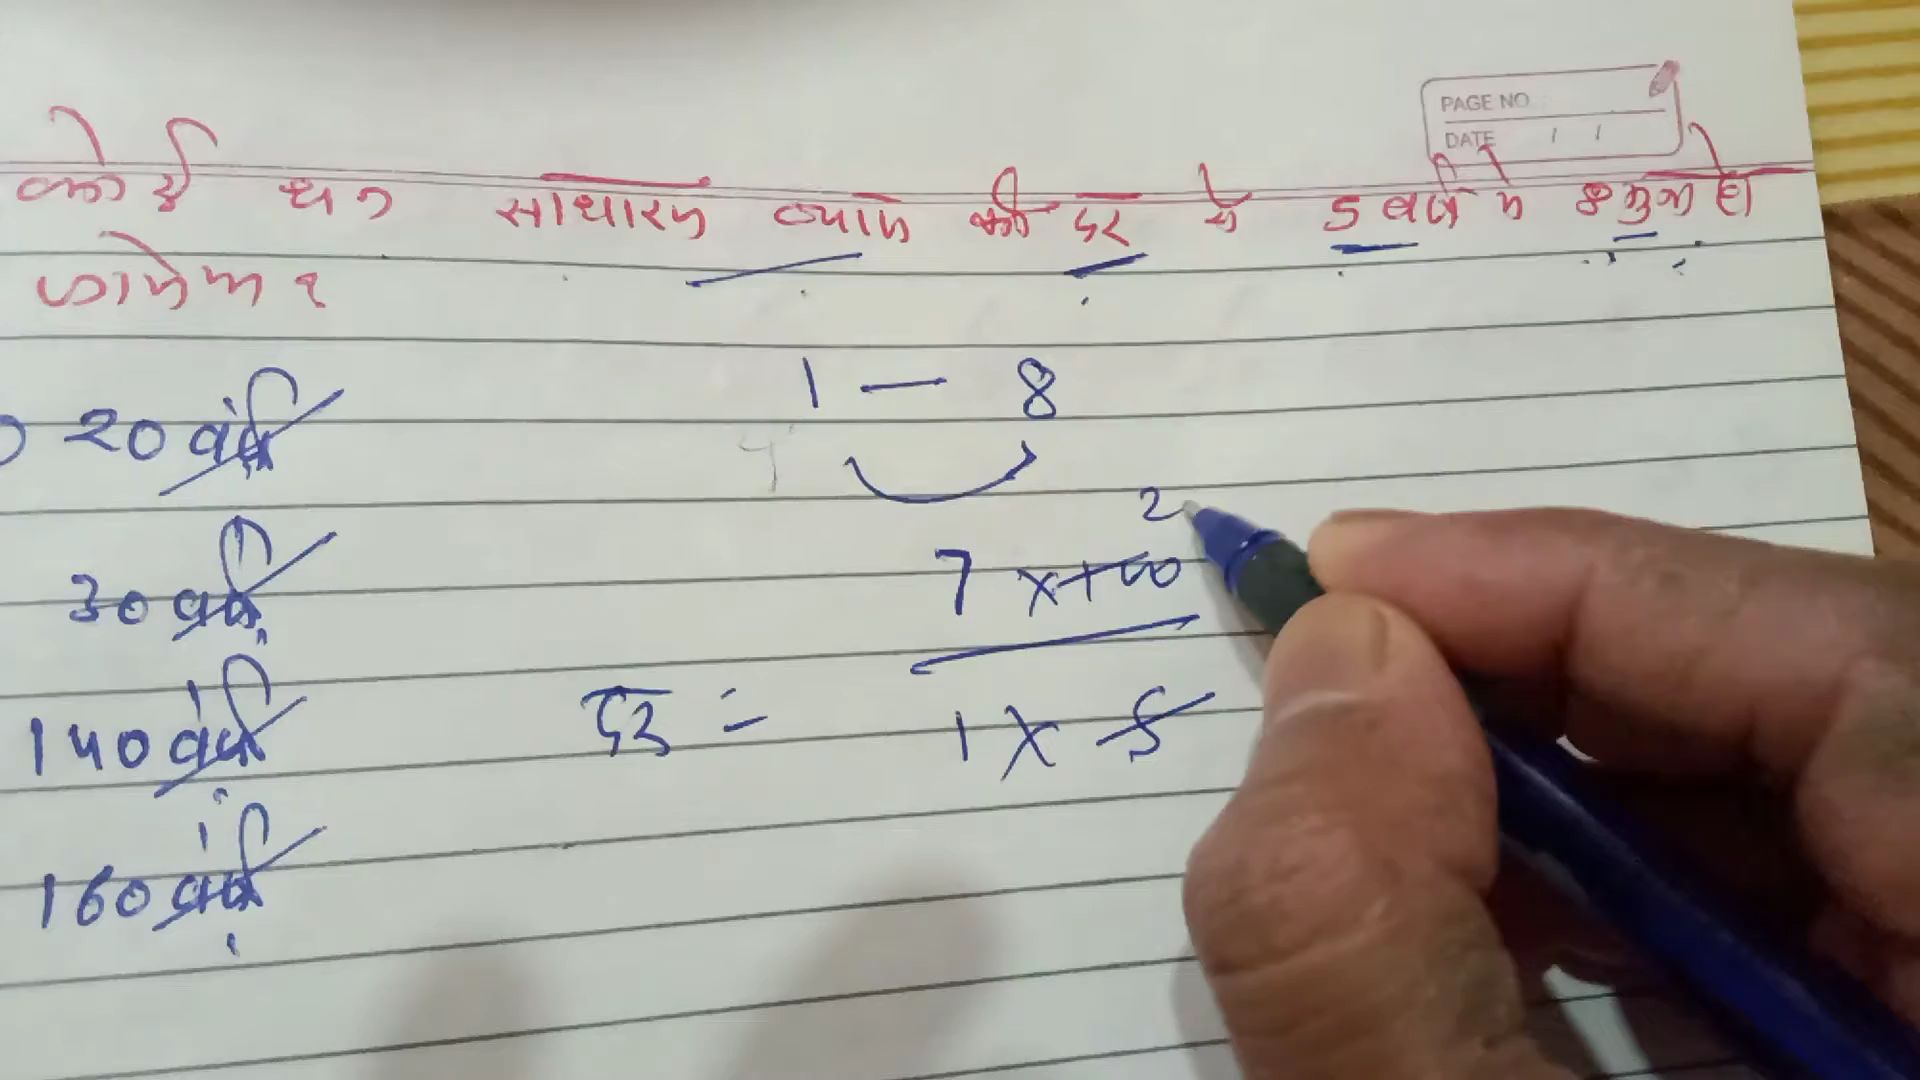 PAGE NO
DATE / /
कोई धन साधारण ब्याज की दर से 5 वर्ष में 8 गुना हो
जायेगा ?
1 — 8
20 वर्ष
2
7 x 100
30 वर्ष
दर =
1 x 5
140 वर्ष
160 वर्ष